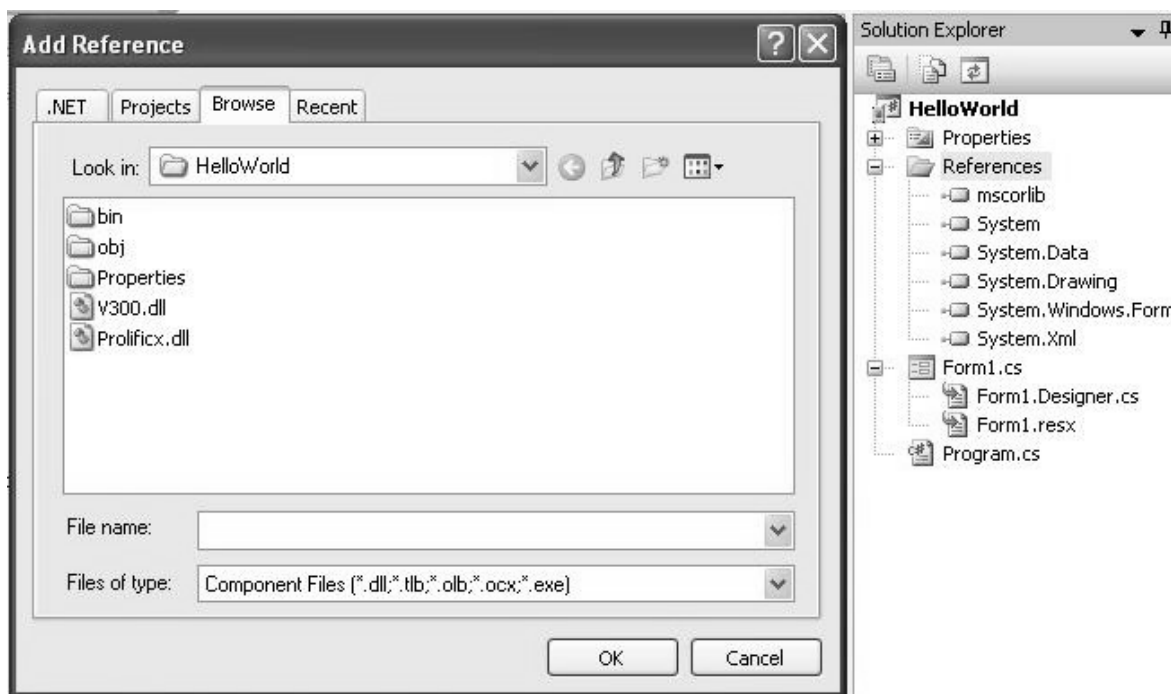 Add Reference
.NET Projects Browse Recent
Look in: HelloWorld
bin
obj
Properties
V300.dll
Prolificx.dll
File name:
Files of type: Component Files (*.dll;*.tlb;*.olb;*.ocx;*.exe)
OK Cancel
Solution Explorer
HelloWorld
Properties
References
mscorlib
System
System.Data
System.Drawing
System.Windows.Form
System.Xml
Form1.cs
Form1.Designer.cs
Form1.resx
Program.cs